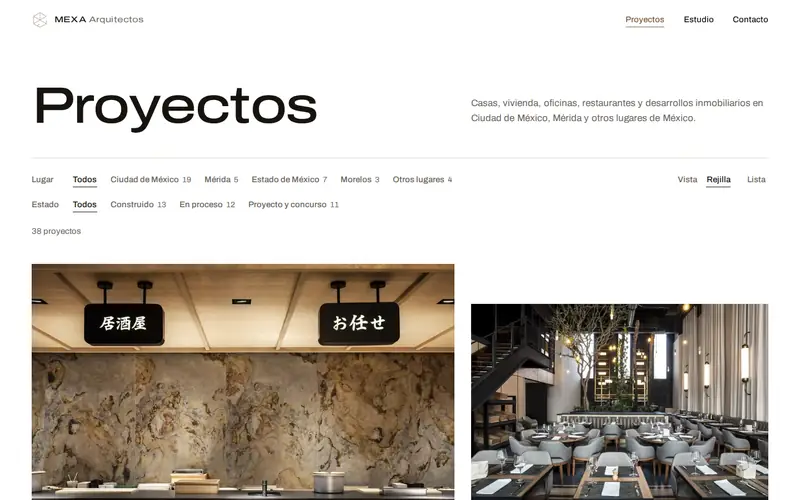 MEXA Arquitectos
Proyectos Estudio Contacto
Proyectos
Casas, vivienda, oficinas, restaurantes y desarrollos inmobiliarios en
Ciudad de México, Mérida y otros lugares de México.
Lugar Todos Ciudad de México 19 Mérida 5 Estado de México 7 Morelos 3 Otros lugares 4
Vista Rejilla Lista
Estado Todos Construido 13 En proceso 12 Proyecto y concurso 11
38 proyectos
居酒屋
お任せ